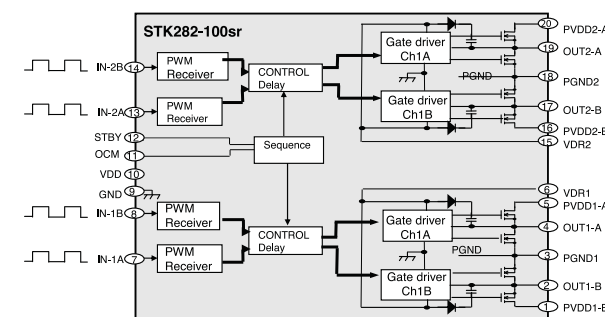 STK282-100sr
20 PVDD2-A
19 OUT2-A
18 PGND2
17 OUT2-B
16 PVDD2-B
15 VDR2
IN-2B 14
PWM
Receiver
CONTROL
Delay
Gate driver
Ch1A
PGND
IN-2A 13
PWM
Receiver
Gate driver
Ch1B
STBY 12
OCM 11
Sequence
VDD 10
GND 9
6 VDR1
5 PVDD1-A
4 OUT1-A
3 PGND1
2 OUT1-B
1 PVDD1-B
IN-1B 8
PWM
Receiver
CONTROL
Delay
Gate driver
Ch1A
PGND
IN-1A 7
PWM
Receiver
Gate driver
Ch1B